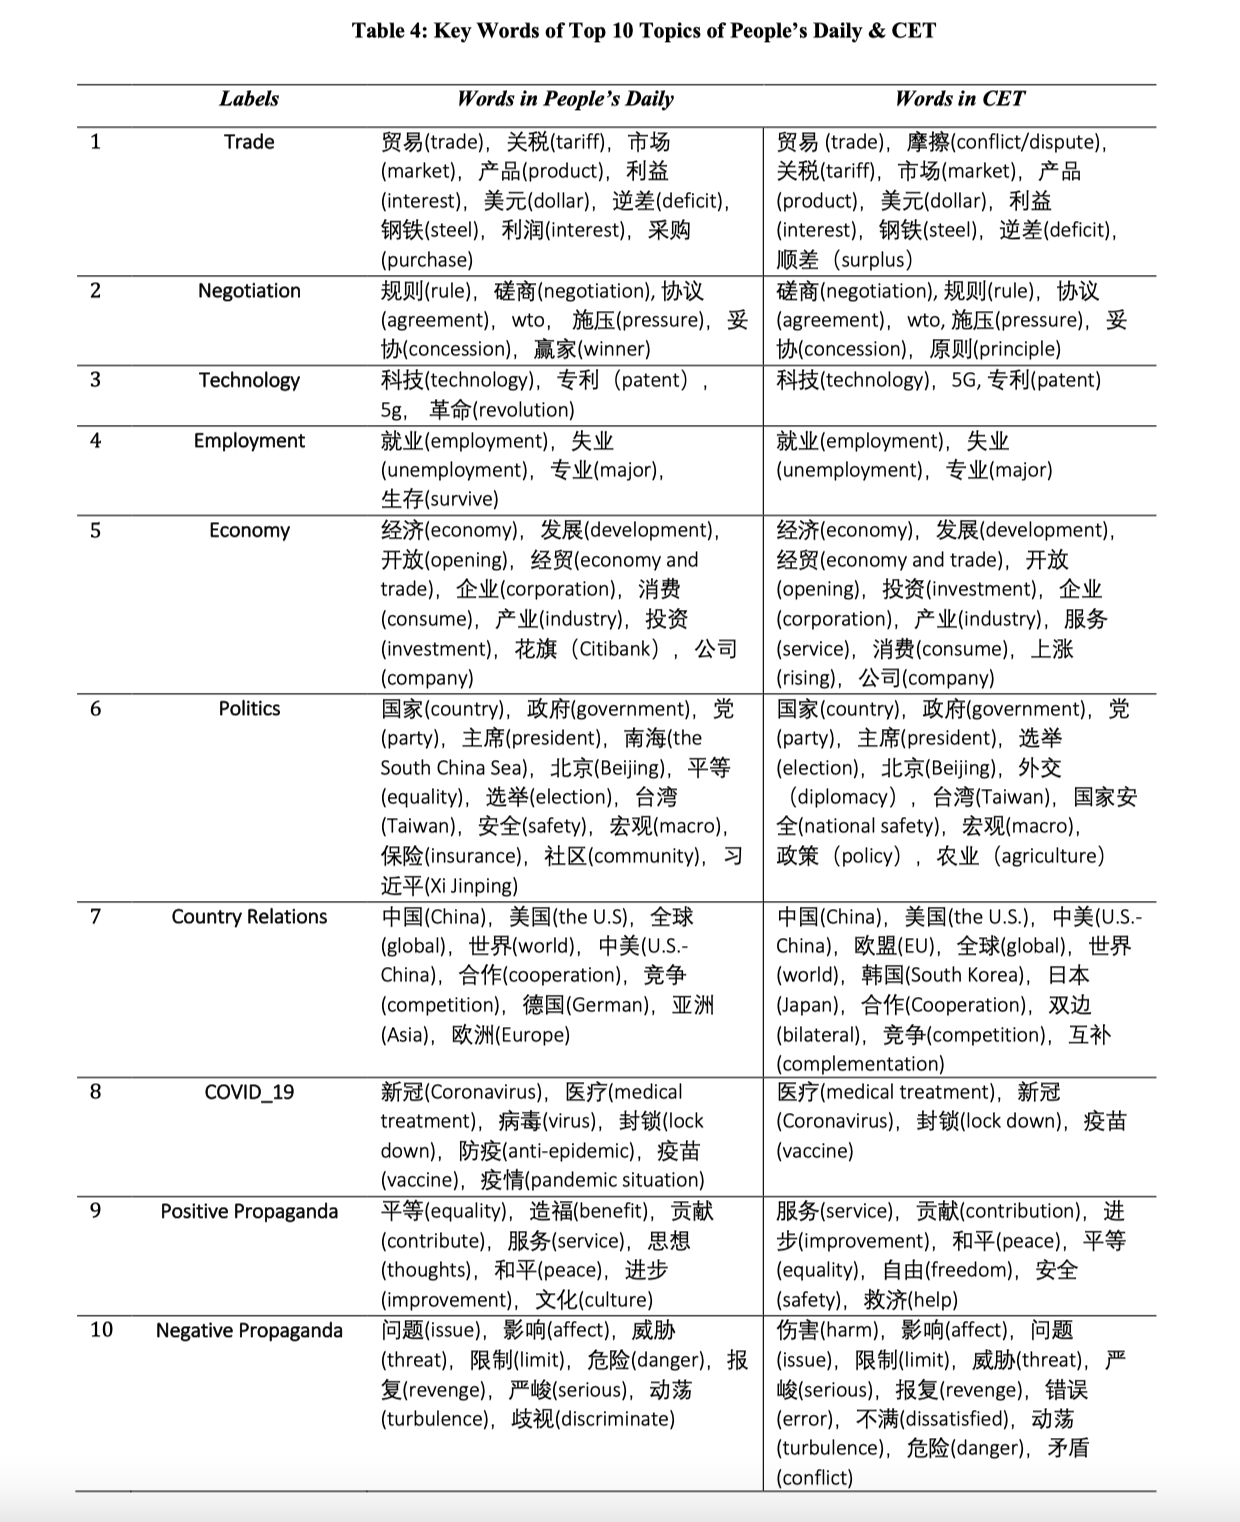 Table 4: Key Words of Top 10 Topics of People’s Daily & CET
Labels Words in People’s Daily Words in CET
1 Trade
贸易(trade)，关税(tariff)，市场
(market)，产品(product)，利益
(interest)，美元(dollar)，逆差(deficit)，
钢铁(steel)，利润(interest)，采购
(purchase)
贸易 (trade)，摩擦(conflict/dispute)，
关税(tariff)，市场(market)，产品
(product)，美元(dollar)，利益
(interest)，钢铁(steel)，逆差(deficit)，
顺差（surplus）
2 Negotiation
规则(rule)，磋商(negotiation), 协议
(agreement)，wto，施压(pressure)，妥
协(concession)，赢家(winner)
磋商(negotiation), 规则(rule)，协议
(agreement)，wto, 施压(pressure)，妥
协(concession)，原则(principle)
3 Technology
科技(technology)，专利（patent）,
5g，革命(revolution)
科技(technology)，5G, 专利(patent)
4 Employment
就业(employment)，失业
(unemployment)，专业(major)，
生存(survive)
就业(employment)，失业
(unemployment)，专业(major)
5 Economy
经济(economy)，发展(development)，
开放(opening)，经贸(economy and
trade)，企业(corporation)，消费
(consume)，产业(industry)，投资
(investment)，花旗（Citibank）, 公司
(company)
经济(economy)，发展(development)，
经贸(economy and trade)，开放
(opening)，投资(investment)，企业
(corporation)，产业(industry)，服务
(service)，消费(consume)，上涨
(rising)，公司(company)
6 Politics
国家(country)，政府(government)，党
(party)，主席(president)，南海(the
South China Sea)，北京(Beijing)，平等
(equality)，选举(election)，台湾
(Taiwan)，安全(safety)，宏观(macro)，
保险(insurance)，社区(community)，习
近平(Xi Jinping)
国家(country)，政府(government)，党
(party)，主席(president)，选举
(election)，北京(Beijing)，外交
（diplomacy）, 台湾(Taiwan)，国家安
全(national safety)，宏观(macro)，
政策（policy）, 农业（agriculture）
7 Country Relations
中国(China)，美国(the U.S)，全球
(global)，世界(world)，中美(U.S.-
China)，合作(cooperation)，竞争
(competition)，德国(German)，亚洲
(Asia)，欧洲(Europe)
中国(China)，美国(the U.S.)，中美(U.S.-
China)，欧盟(EU)，全球(global)，世界
(world)，韩国(South Korea)，日本
(Japan)，合作(Cooperation)，双边
(bilateral)，竞争(competition)，互补
(complementation)
8 COVID_19
新冠(Coronavirus)，医疗(medical
treatment)，病毒(virus)，封锁(lock
down)，防疫(anti-epidemic)，疫苗
(vaccine)，疫情(pandemic situation)
医疗(medical treatment)，新冠
(Coronavirus)，封锁(lock down)，疫苗
(vaccine)
9 Positive Propaganda
平等(equality)，造福(benefit)，贡献
(contribute)，服务(service)，思想
(thoughts)，和平(peace)，进步
(improvement)，文化(culture)
服务(service)，贡献(contribution)，进
步(improvement)，和平(peace)，平等
(equality)，自由(freedom)，安全
(safety)，救济(help)
10 Negative Propaganda
问题(issue)，影响(affect)，威胁
(threat)，限制(limit)，危险(danger)，报
复(revenge)，严峻(serious)，动荡
(turbulence)，歧视(discriminate)
伤害(harm)，影响(affect)，问题
(issue)，限制(limit)，威胁(threat)，严
峻(serious)，报复(revenge)，错误
(error)，不满(dissatisfied)，动荡
(turbulence)，危险(danger)，矛盾
(conflict)